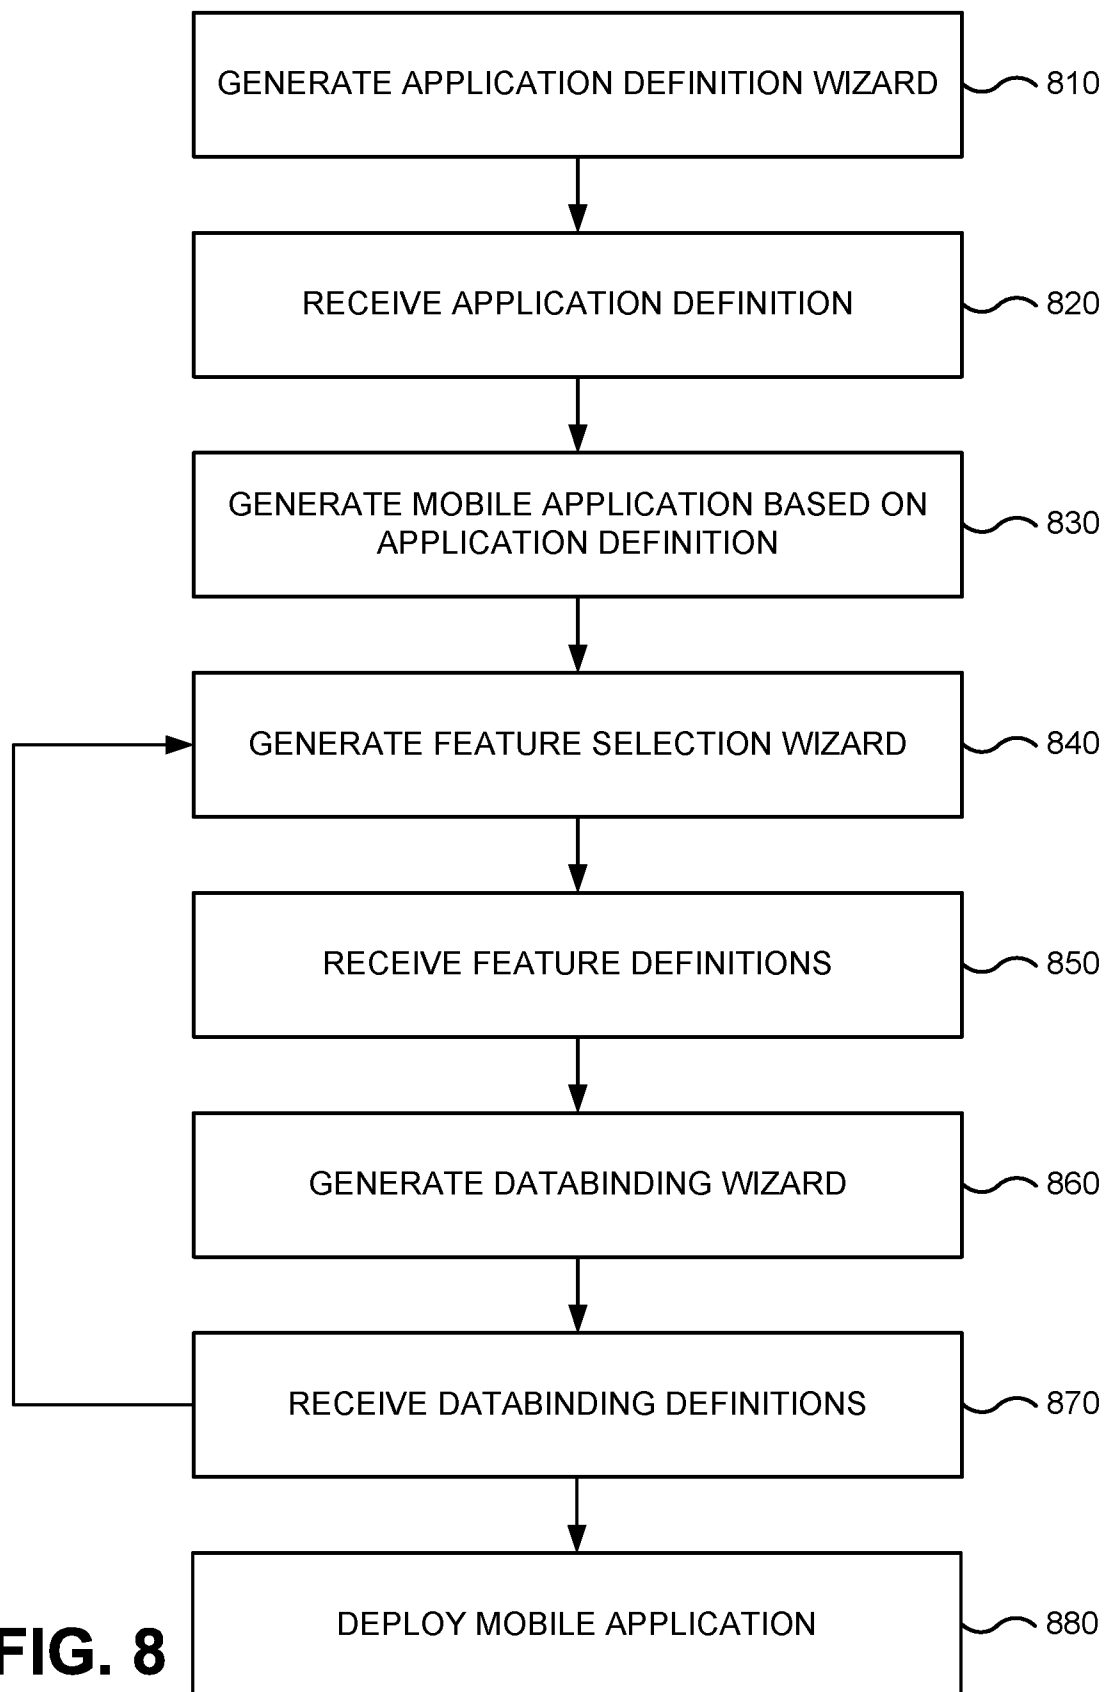 GENERATE APPLICATION DEFINITION WIZARD
810
RECEIVE APPLICATION DEFINITION
820
GENERATE MOBILE APPLICATION BASED ON
APPLICATION DEFINITION
830
GENERATE FEATURE SELECTION WIZARD
840
RECEIVE FEATURE DEFINITIONS
850
GENERATE DATABINDING WIZARD
860
RECEIVE DATABINDING DEFINITIONS
870
DEPLOY MOBILE APPLICATION
880
FIG. 8